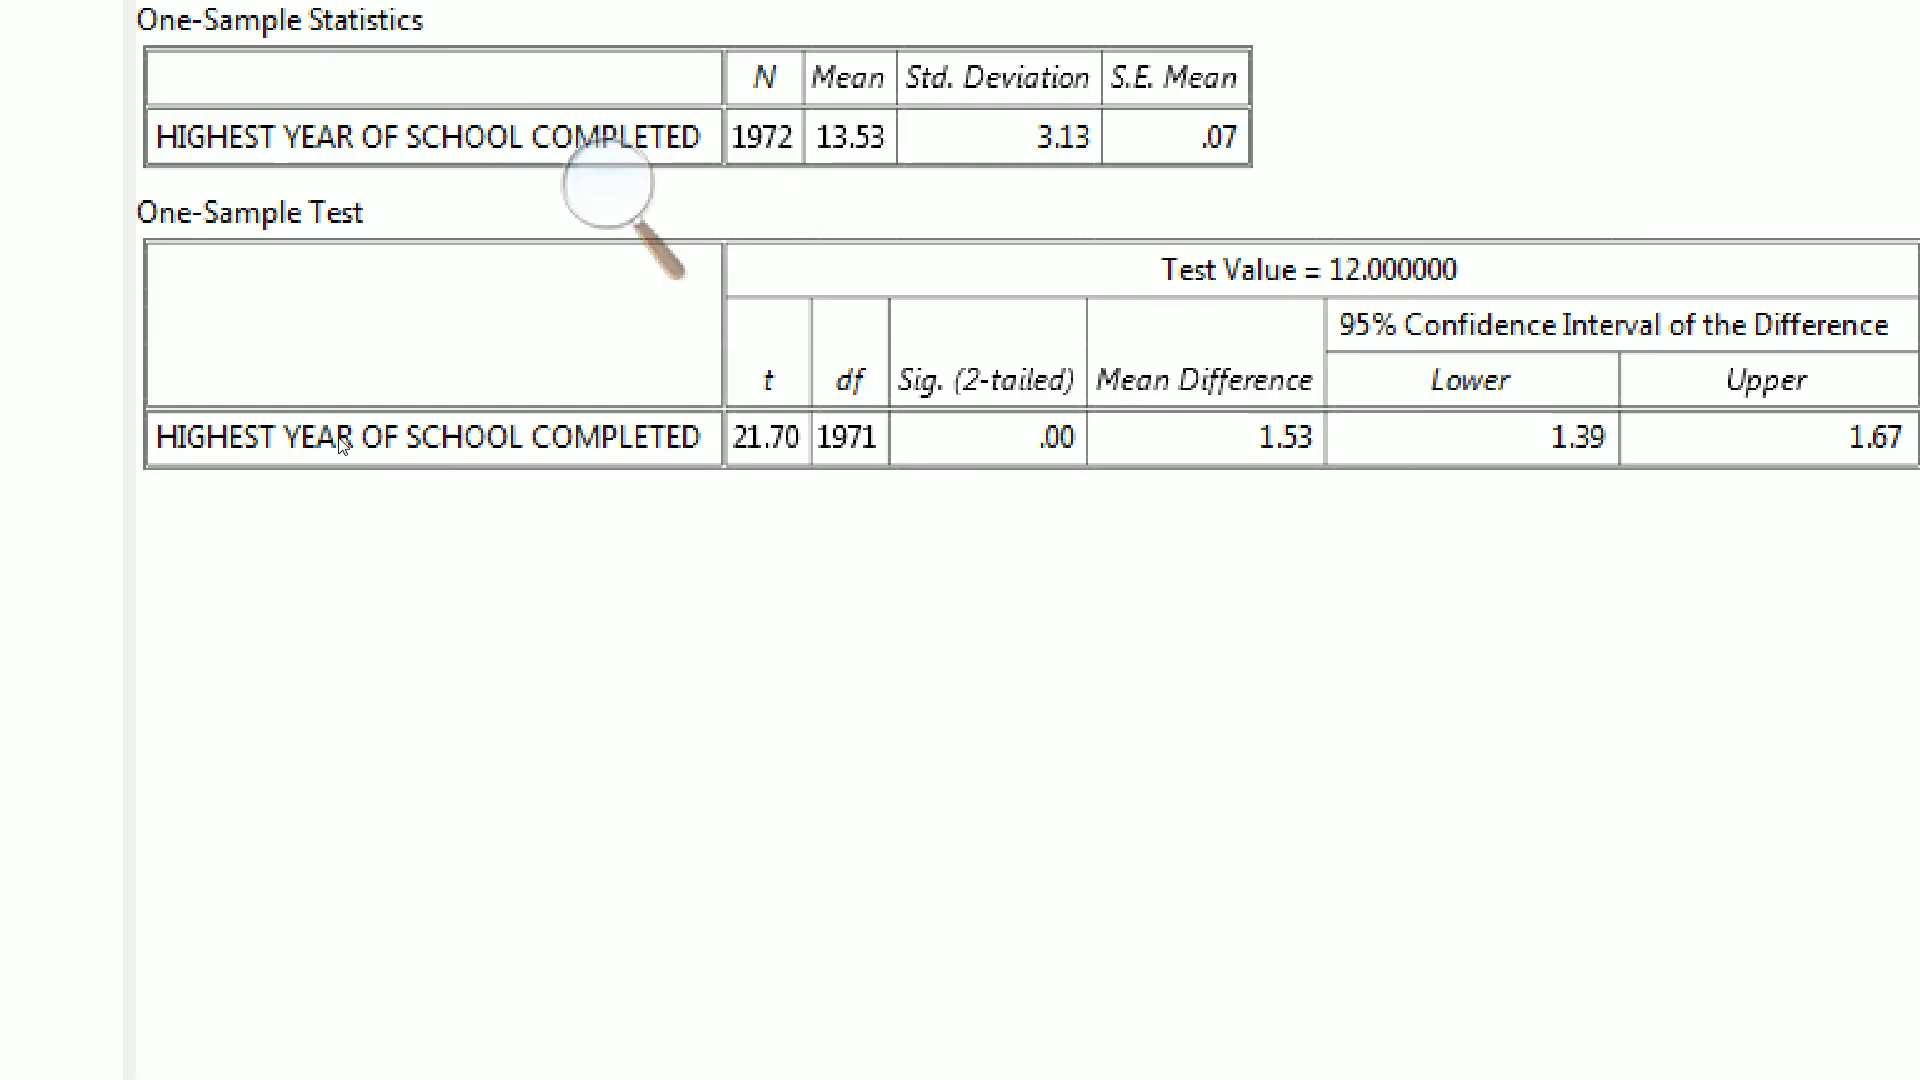 One-Sample Statistics
N Mean Std. Deviation S.E. Mean
HIGHEST YEAR OF SCHOOL COMPLETED 1972 13.53 3.13 .07
One-Sample Test
Test Value = 12.000000
95% Confidence Interval of the Difference
t df Sig. (2-tailed) Mean Difference Lower Upper
HIGHEST YEAR OF SCHOOL COMPLETED 21.70 1971 .00 1.53 1.39 1.67